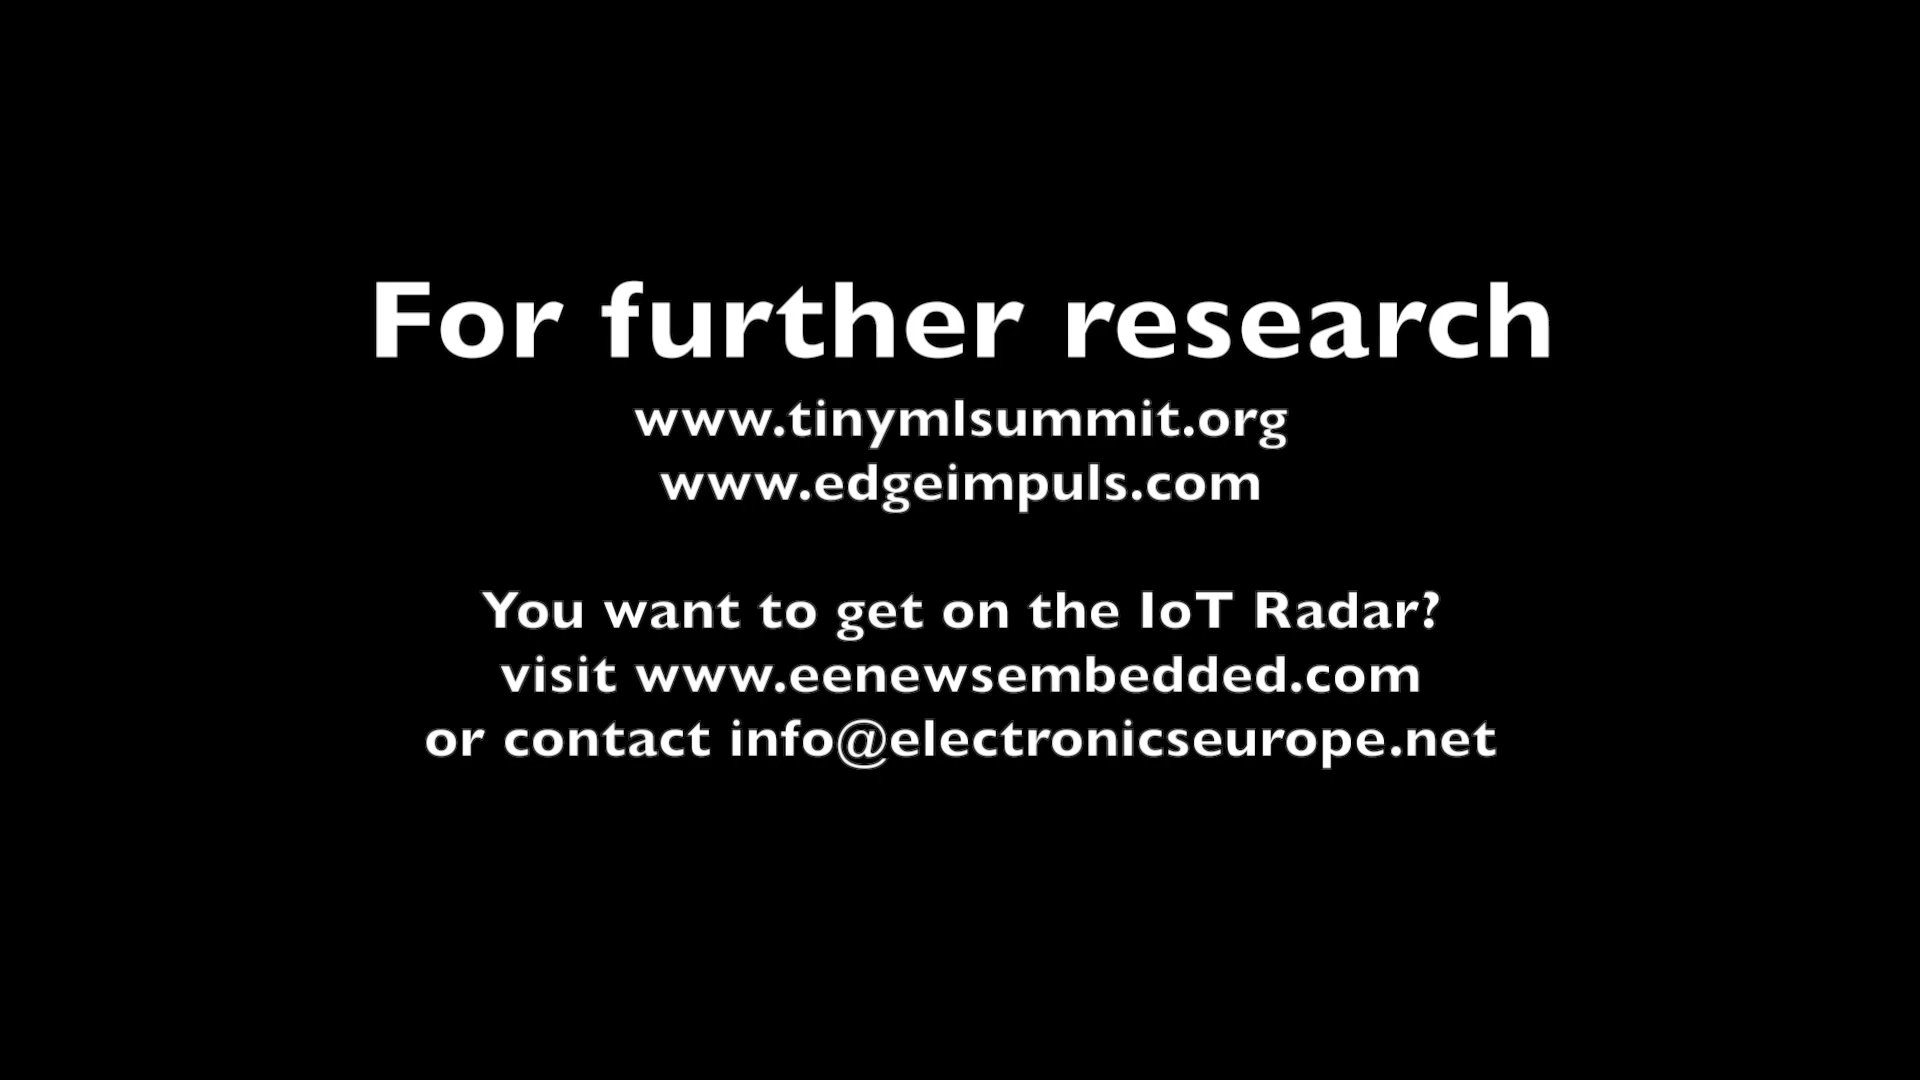 For further research
www.tinymlsummit.org
www.edgeimpuls.com
You want to get on the IoT Radar?
visit www.eenewsembedded.com
or contact info@electronicseurope.net